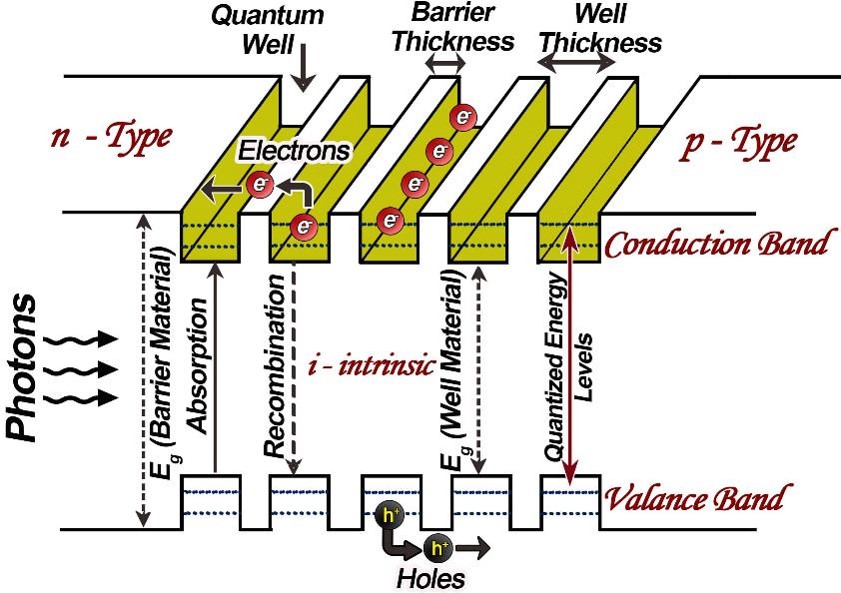 Quantum
Well
Barrier
Thickness
Well
Thickness
n - Type
p - Type
Electrons
e⁻
e⁻
e⁻
e⁻
e⁻
e⁻
Conduction Band
Photons
E_g (Barrier Material)
Absorption
Recombination
i - intrinsic
E_g (Well Material)
Quantized Energy
Levels
Valance Band
h⁺
h⁺
Holes